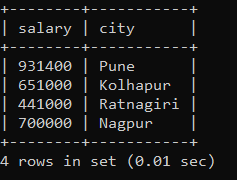 +--------+-----------+
| salary | city      |
+--------+-----------+
| 931400 | Pune      |
| 651000 | Kolhapur  |
| 441000 | Ratnagiri |
| 700000 | Nagpur    |
+--------+-----------+
4 rows in set (0.01 sec)